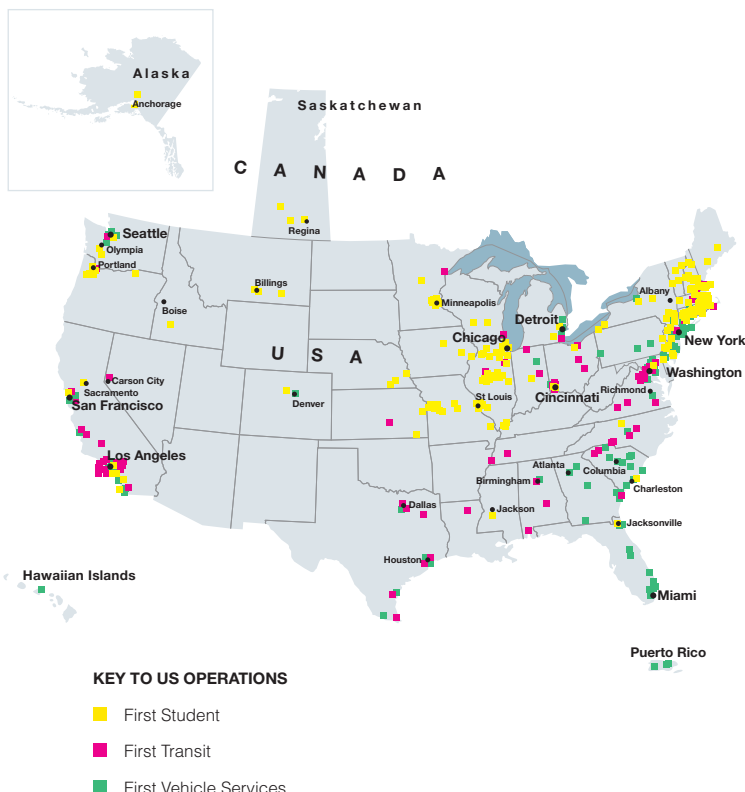 Alaska
Anchorage
Saskatchewan
CANADA
Regina
Seattle
Olympia
Portland
Billings
Boise
Minneapolis
Albany
Detroit
Chicago
New York
USA
Carson City
Sacramento
San Francisco
Denver
St Louis
Cincinnati
Washington
Richmond
Los Angeles
Atlanta
Birmingham
Columbia
Charleston
Dallas
Jackson
Jacksonville
Houston
Hawaiian Islands
Miami
Puerto Rico
KEY TO US OPERATIONS
First Student
First Transit
First Vehicle Services